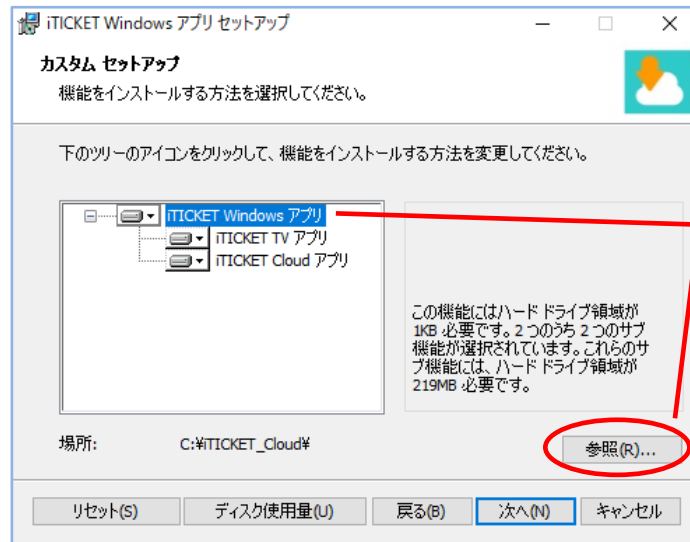 iTICKET Windows アプリ セットアップ
カスタム セットアップ
機能をインストールする方法を選択してください。
下のツリーのアイコンをクリックして、機能をインストールする方法を変更してください。
iTICKET Windows アプリ
iTICKET TV アプリ
iTICKET Cloud アプリ
この機能にはハード ドライブ領域が
1KB 必要です。2 つのうち 2 つのサブ
機能が選択されています。これらのサ
ブ機能には、ハード ドライブ領域が
219MB 必要です。
場所: C:¥iTICKET_Cloud¥
参照(R)...
リセット(S) ディスク使用量(U) 戻る(B) 次へ(N) キャンセル